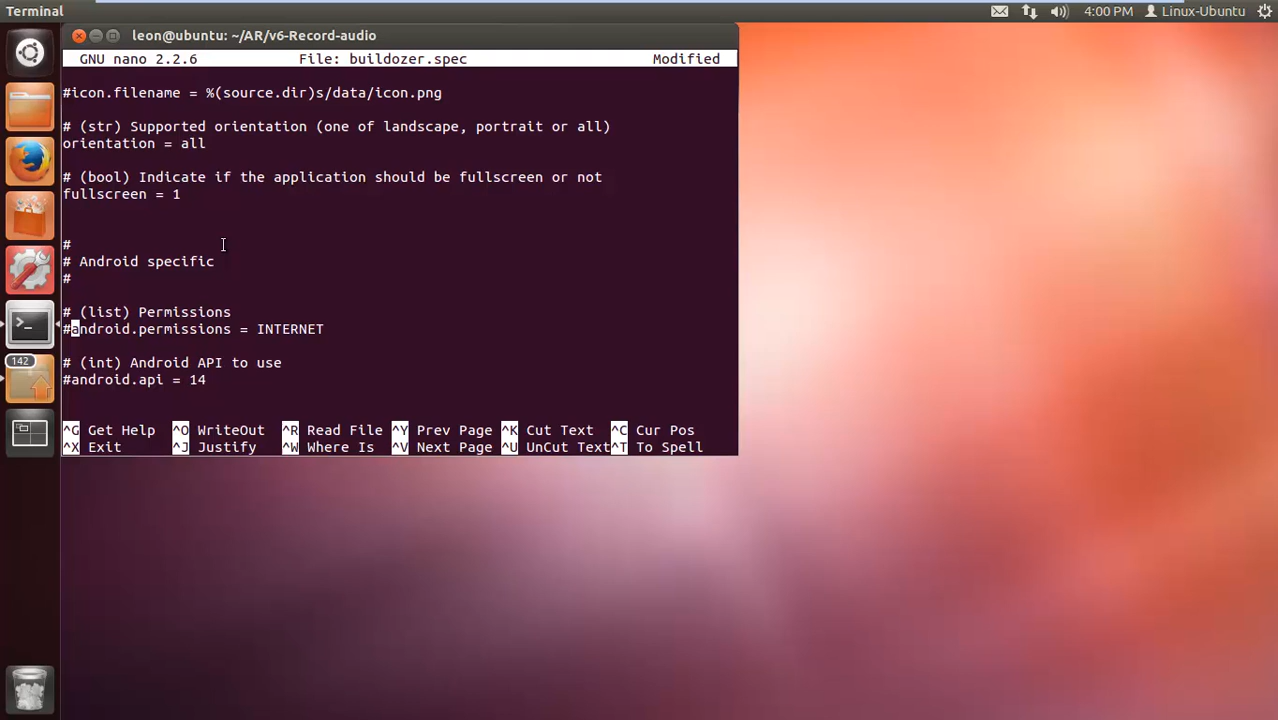 Terminal
4:00 PM Linux-Ubuntu
leon@ubuntu: ~/AR/v6-Record-audio
GNU nano 2.2.6 File: buildozer.spec Modified
#icon.filename = %(source.dir)s/data/icon.png
# (str) Supported orientation (one of landscape, portrait or all)
orientation = all
# (bool) Indicate if the application should be fullscreen or not
fullscreen = 1
#
# Android specific
#
# (list) Permissions
#android.permissions = INTERNET
# (int) Android API to use
#android.api = 14
^G Get Help ^O WriteOut ^R Read File ^Y Prev Page ^K Cut Text ^C Cur Pos
^X Exit ^J Justify ^W Where Is ^V Next Page ^U UnCut Text^T To Spell
142